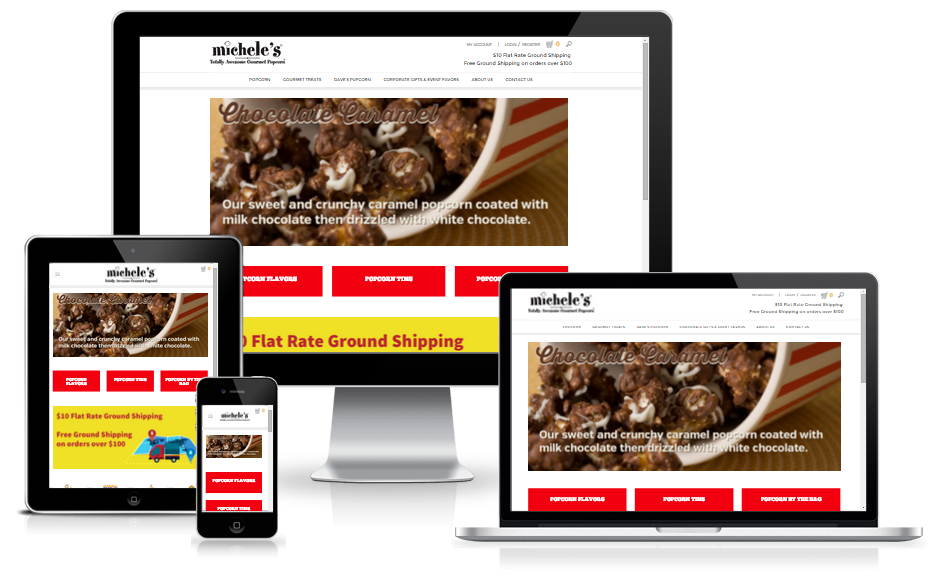 michele's
Totally Awesome Gourmet Popcorn!
MY ACCOUNT | LOGIN / REGISTER 0
$10 Flat Rate Ground Shipping
Free Ground Shipping on orders over $100
POPCORN GOURMET TREATS DAVE'S PUPCORN CORPORATE GIFTS & EVENT FAVORS ABOUT US CONTACT US
Chocolate Caramel
Our sweet and crunchy caramel popcorn coated with
milk chocolate then drizzled with white chocolate.
CORN FLAVORS POPCORN TINS POPCO
0 Flat Rate Ground Shipping
michele's
Totally Awesome Gourmet Popcorn!
0
Chocolate Caramel
Our sweet and crunchy caramel popcorn coated with
milk chocolate then drizzled with white chocolate.
POPCORN
FLAVORS
POPCORN TINS
POPCORN BY THE
BAG
$10 Flat Rate Ground Shipping
Free Ground Shipping
on orders over $100
michele's
POPCORN FLAVORS
POPCORN TINS
michele's
Totally Awesome Gourmet Popcorn!
MY ACCOUNT | LOGIN / REGISTER 0
$10 Flat Rate Ground Shipping
Free Ground Shipping on orders over $100
POPCORN GOURMET TREATS DAVE'S PUPCORN CORPORATE GIFTS & EVENT FAVORS ABOUT US CONTACT US
Chocolate Caramel
Our sweet and crunchy caramel popcorn coated with
milk chocolate then drizzled with white chocolate.
POPCORN FLAVORS POPCORN TINS POPCORN BY THE BAG